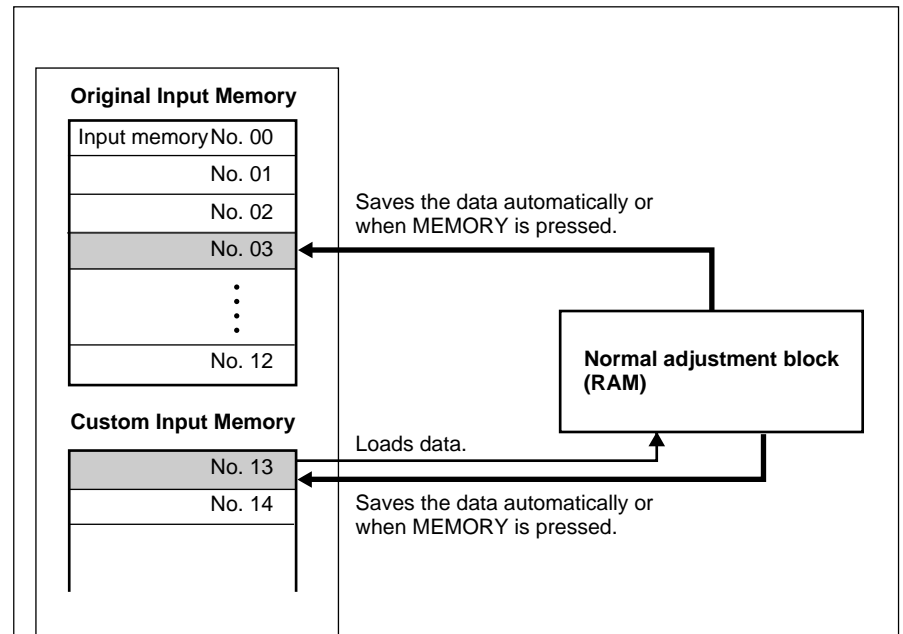 Original Input Memory
Input memory No. 00
No. 01
No. 02
No. 03
No. 12
Saves the data automatically or
when MEMORY is pressed.
Normal adjustment block
(RAM)
Custom Input Memory
No. 13
No. 14
Loads data.
Saves the data automatically or
when MEMORY is pressed.